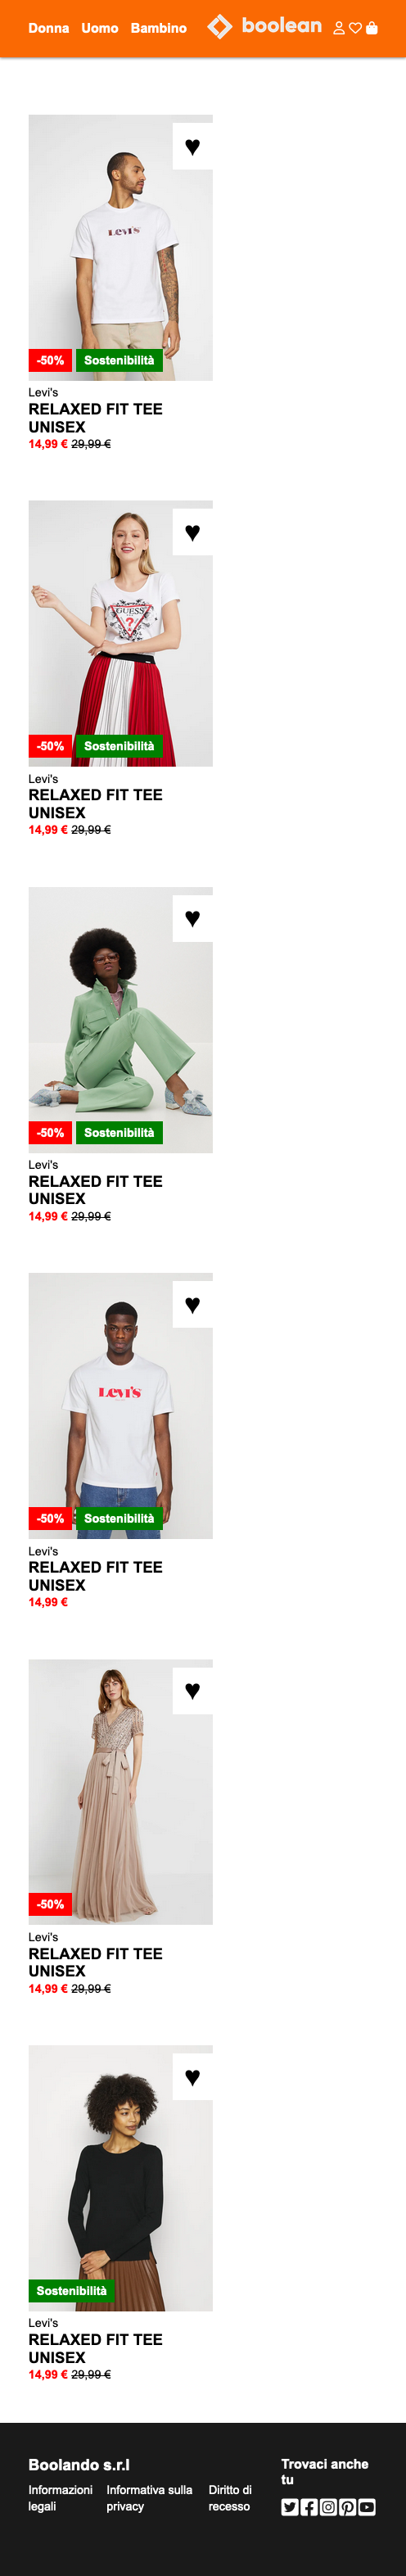 Donna Uomo Bambino boolean
LEVI'S
-50% Sostenibilità
Levi's
RELAXED FIT TEE
UNISEX
14,99 € 29,99 €
GUESS
?
-50% Sostenibilità
Levi's
RELAXED FIT TEE
UNISEX
14,99 € 29,99 €
-50% Sostenibilità
Levi's
RELAXED FIT TEE
UNISEX
14,99 € 29,99 €
LEVI'S
-50% Sostenibilità
Levi's
RELAXED FIT TEE
UNISEX
14,99 €
-50%
Levi's
RELAXED FIT TEE
UNISEX
14,99 € 29,99 €
Sostenibilità
Levi's
RELAXED FIT TEE
UNISEX
14,99 € 29,99 €
Boolando s.r.l
Informazioni
legali
Informativa sulla
privacy
Diritto di
recesso
Trovaci anche
tu